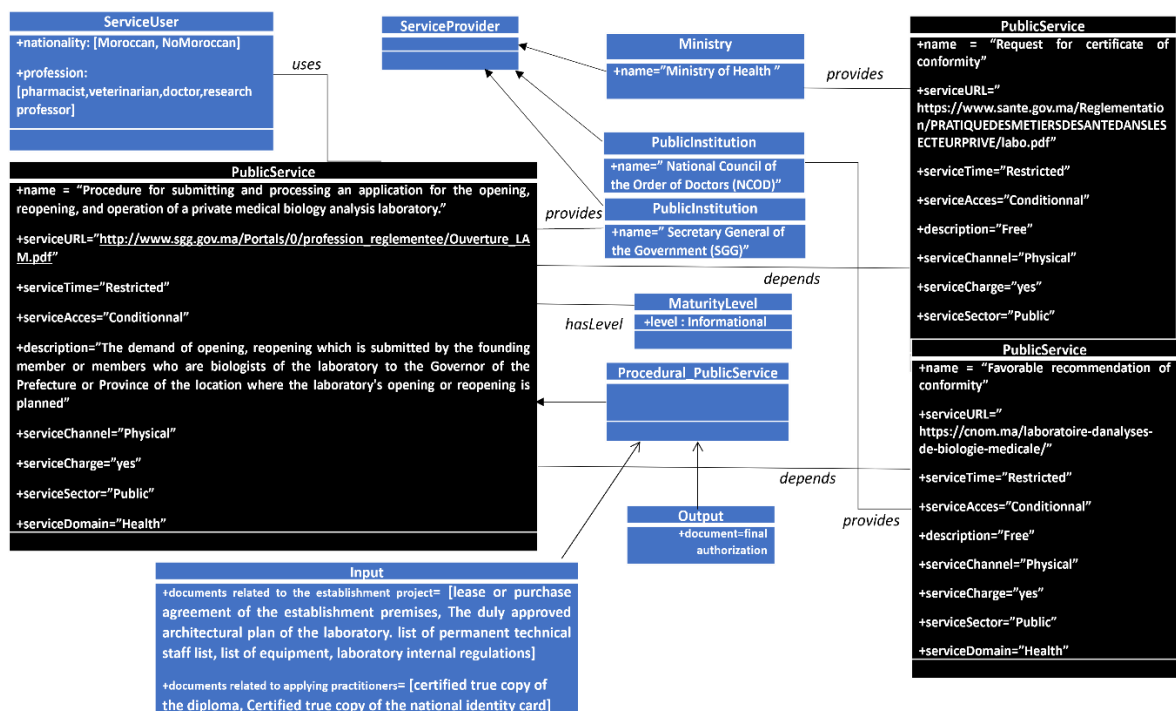 ServiceUser
+nationality: [Moroccan, NoMoroccan]
+profession:
[pharmacist,veterinarian,doctor,research
professor]
uses
ServiceProvider
Ministry
+name="Ministry of Health "
provides
PublicInstitution
+name=" National Council of
the Order of Doctors (NCOD)"
PublicInstitution
+name=" Secretary General of
the Government (SGG)"
provides
PublicService
+name = "Procedure for submitting and processing an application for the opening,
reopening, and operation of a private medical biology analysis laboratory."
+serviceURL="http://www.sgg.gov.ma/Portals/0/profession_reglementee/Ouverture_LA
M.pdf"
+serviceTime="Restricted"
+serviceAcces="Conditionnal"
+description="The demand of opening, reopening which is submitted by the founding
member or members who are biologists of the laboratory to the Governor of the
Prefecture or Province of the location where the laboratory's opening or reopening is
planned"
+serviceChannel="Physical"
+serviceCharge="yes"
+serviceSector="Public"
+serviceDomain="Health"
depends
MaturityLevel
+level : Informational
hasLevel
Procedural_PublicService
depends
Output
+document=final
authorization
provides
Input
+documents related to the establishment project= [lease or purchase
agreement of the establishment premises, The duly approved
architectural plan of the laboratory. list of permanent technical
staff list, list of equipment, laboratory internal regulations]
+documents related to applying practitioners= [certified true copy of
the diploma, Certified true copy of the national identity card]
PublicService
+name = "Request for certificate of
conformity"
+serviceURL="
https://www.sante.gov.ma/Reglementatio
n/PRATIQUEDESMETIERSDESANTEDANSLES
ECTEURPRIVE/labo.pdf"
+serviceTime="Restricted"
+serviceAcces="Conditionnal"
+description="Free"
+serviceChannel="Physical"
+serviceCharge="yes"
+serviceSector="Public"
PublicService
+name = "Favorable recommendation of
conformity"
+serviceURL="
https://cnom.ma/laboratoire-danalyses-
de-biologie-medicale/"
+serviceTime="Restricted"
+serviceAcces="Conditionnal"
+description="Free"
+serviceChannel="Physical"
+serviceCharge="yes"
+serviceSector="Public"
+serviceDomain="Health"